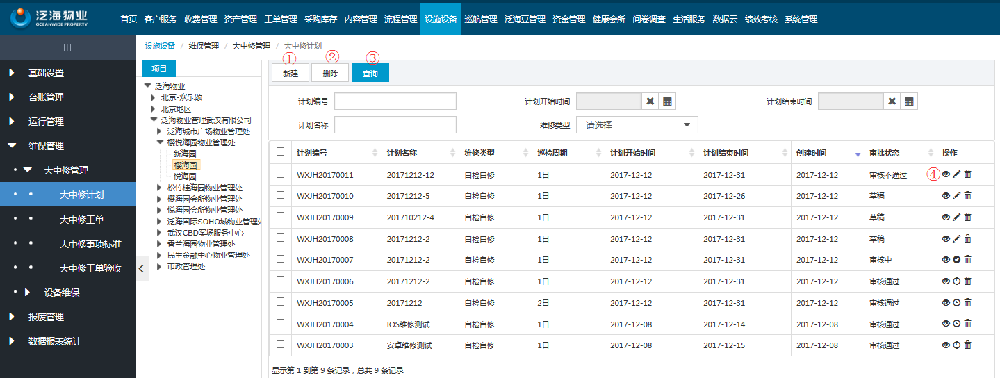 泛海物业
OCEANWIDE PROPERTY
首页 客户服务 收费管理 资产管理 工单管理 采购库存 内容管理 流程管理 设施设备 巡航管理 泛海豆管理 资金管理 健康会所 问卷调查 生活服务 数据云 绩效考核 系统管理
基础设置
台账管理
运行管理
维保管理
大中修管理
大中修计划
大中修工单
大中修事项标准
大中修工单验收
设备维保
报废管理
数据报表统计
设施设备 / 维保管理 / 大中修管理 / 大中修计划
项目
泛海物业
北京-欢乐颂
北京地区
泛海物业管理武汉有限公司
泛海城市广场物业管理处
樱悦海园物业管理处
新海园
樱海园
悦海园
松竹桂海园物业管理处
樱海园会所物业管理处
悦海园会所物业管理处
泛海国际SOHO城物业管理处
武汉CBD案场服务中心
香兰海园物业管理处
民生金融中心物业管理处
市政管理处
① ② ③
新建 删除 查询
计划编号 计划开始时间 计划结束时间
计划名称 维修类型 请选择
计划编号 计划名称 维修类型 巡检周期 计划开始时间 计划结束时间 创建时间 审批状态 操作
WXJH20170011 20171212-12 自检自修 1日 2017-12-12 2017-12-31 2017-12-12 审核不通过 ④
WXJH20170010 20171212-5 自检自修 1日 2017-12-12 2017-12-26 2017-12-12 草稿
WXJH20170009 201710212-4 自检自修 1日 2017-12-12 2017-12-31 2017-12-12 草稿
WXJH20170008 20171212-2 自检自修 1日 2017-12-12 2017-12-31 2017-12-12 草稿
WXJH20170007 20171212-2 自检自修 1日 2017-12-12 2017-12-31 2017-12-12 审核中
WXJH20170006 20171212-2 自检自修 1日 2017-12-12 2017-12-31 2017-12-12 审核通过
WXJH20170005 20171212 自检自修 2日 2017-12-12 2017-12-31 2017-12-12 审核通过
WXJH20170004 IOS维修测试 自检自修 1日 2017-12-08 2017-12-14 2017-12-08 审核通过
WXJH20170003 安卓维修测试 自检自修 1日 2017-12-08 2017-12-15 2017-12-08 审核通过
显示第 1 到第 9 条记录，总共 9 条记录